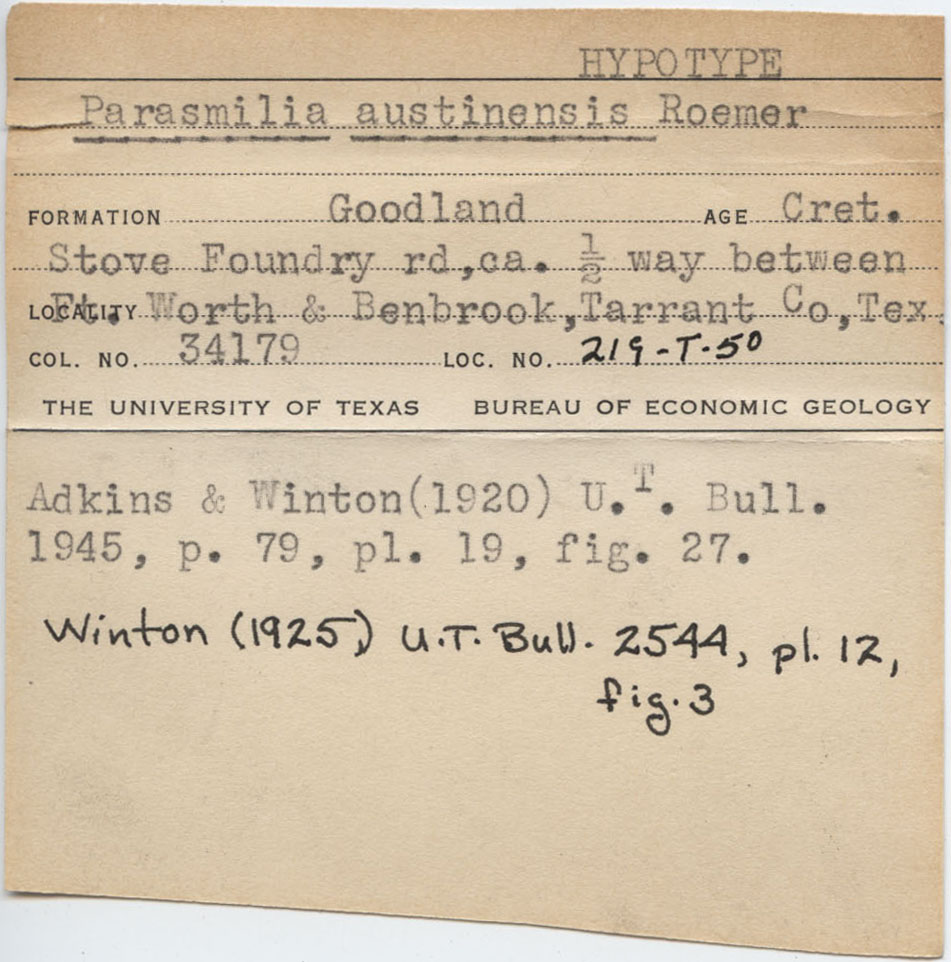 HYPOTYPE
Parasmilia austinensis Roemer
FORMATION Goodland AGE Cret.
Stove Foundry rd,ca. ½ way between
LOCALITY Ft. Worth & Benbrook,Tarrant Co,Tex.
COL. NO. 34179 LOC. NO. 219-T-50
THE UNIVERSITY OF TEXAS BUREAU OF ECONOMIC GEOLOGY
Adkins & Winton(1920) U.T. Bull.
1945, p. 79, pl. 19, fig. 27.
Winton (1925) U.T. Bull. 2544, pl. 12,
fig. 3